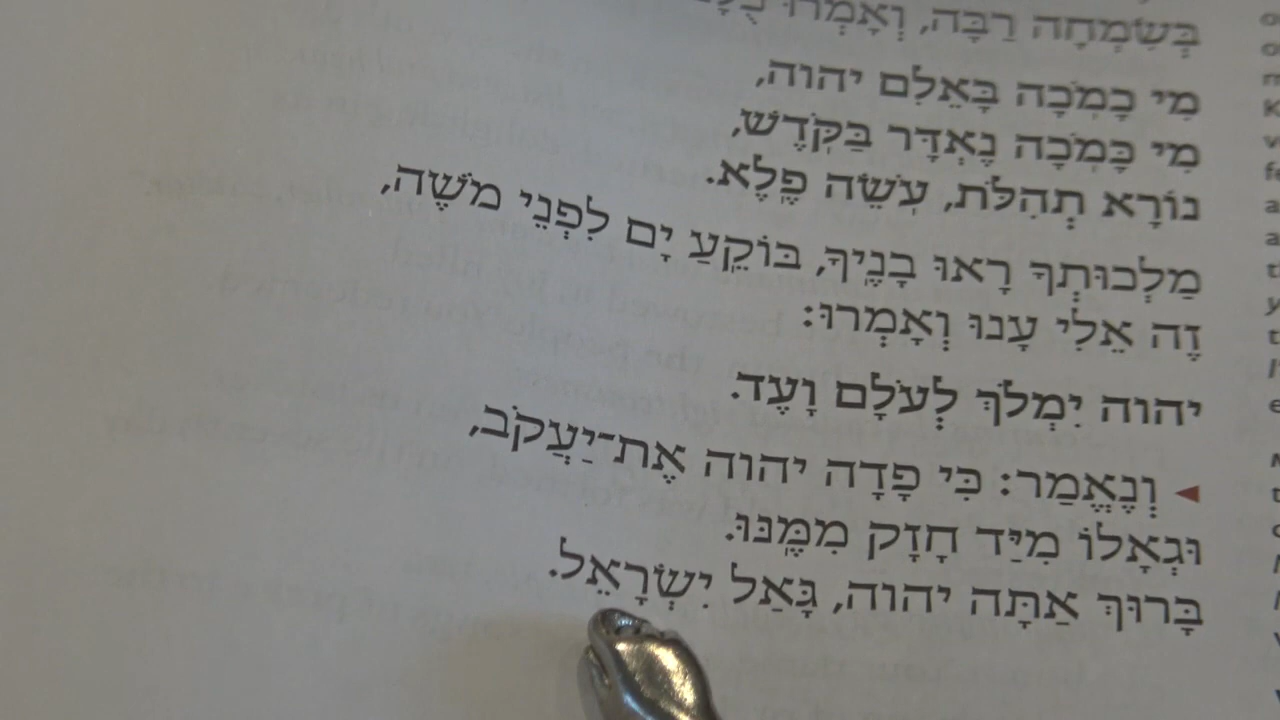 בְּשִׂמְחָה רַבָּה, וְאָמְרוּ כֻלָּם
מִי כָמֹֽכָה בָּאֵלִם יהוה,
מִי כָּמֹֽכָה נֶאְדָּר בַּקֹּֽדֶשׁ,
נוֹרָא תְהִלֹּת, עֹֽשֵׂה פֶֽלֶא.
מַלְכוּתְךָ רָאוּ בָנֶֽיךָ, בּוֹקֵֽעַ יָם לִפְנֵי מֹשֶׁה,
זֶה אֵלִי עָנוּ וְאָמְרוּ:
יהוה יִמְלֹךְ לְעֹלָם וָעֶד.
◄ וְנֶאֱמַר: כִּי פָדָה יהוה אֶת־יַעֲקֹב,
וּגְאָלוֹ מִיַּד חָזָק מִמֶּֽנּוּ.
בָּרוּךְ אַתָּה יהוה, גָּאַל יִשְׂרָאֵל.